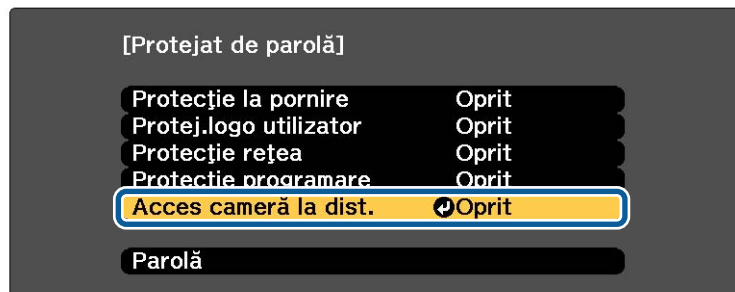 [Protejat de parolă]
Protecţie la pornire Oprit
Protej.logo utilizator Oprit
Protecţie reţea Oprit
Protecţie programare Oprit
Acces cameră la dist. Oprit
Parolă